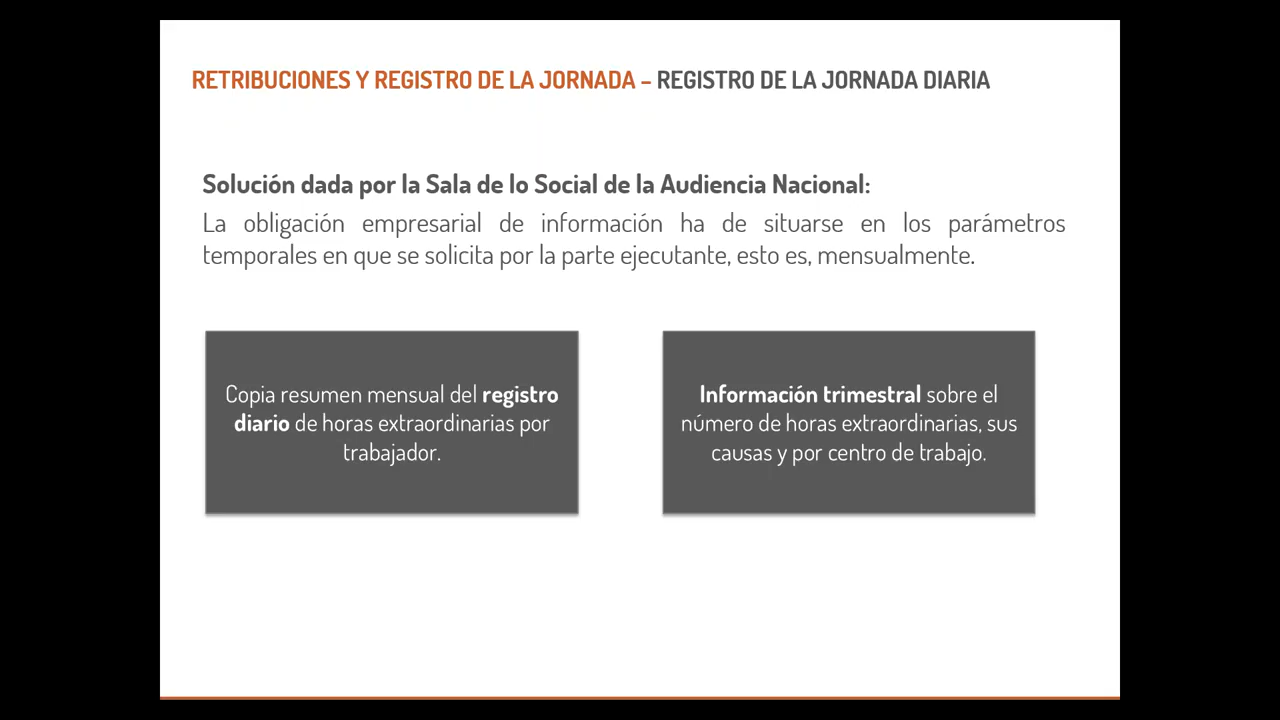 RETRIBUCIONES Y REGISTRO DE LA JORNADA – REGISTRO DE LA JORNADA DIARIA
Solución dada por la Sala de lo Social de la Audiencia Nacional:
La obligación empresarial de información ha de situarse en los parámetros
temporales en que se solicita por la parte ejecutante, esto es, mensualmente.
Copia resumen mensual del registro
diario de horas extraordinarias por
trabajador.
Información trimestral sobre el
número de horas extraordinarias, sus
causas y por centro de trabajo.